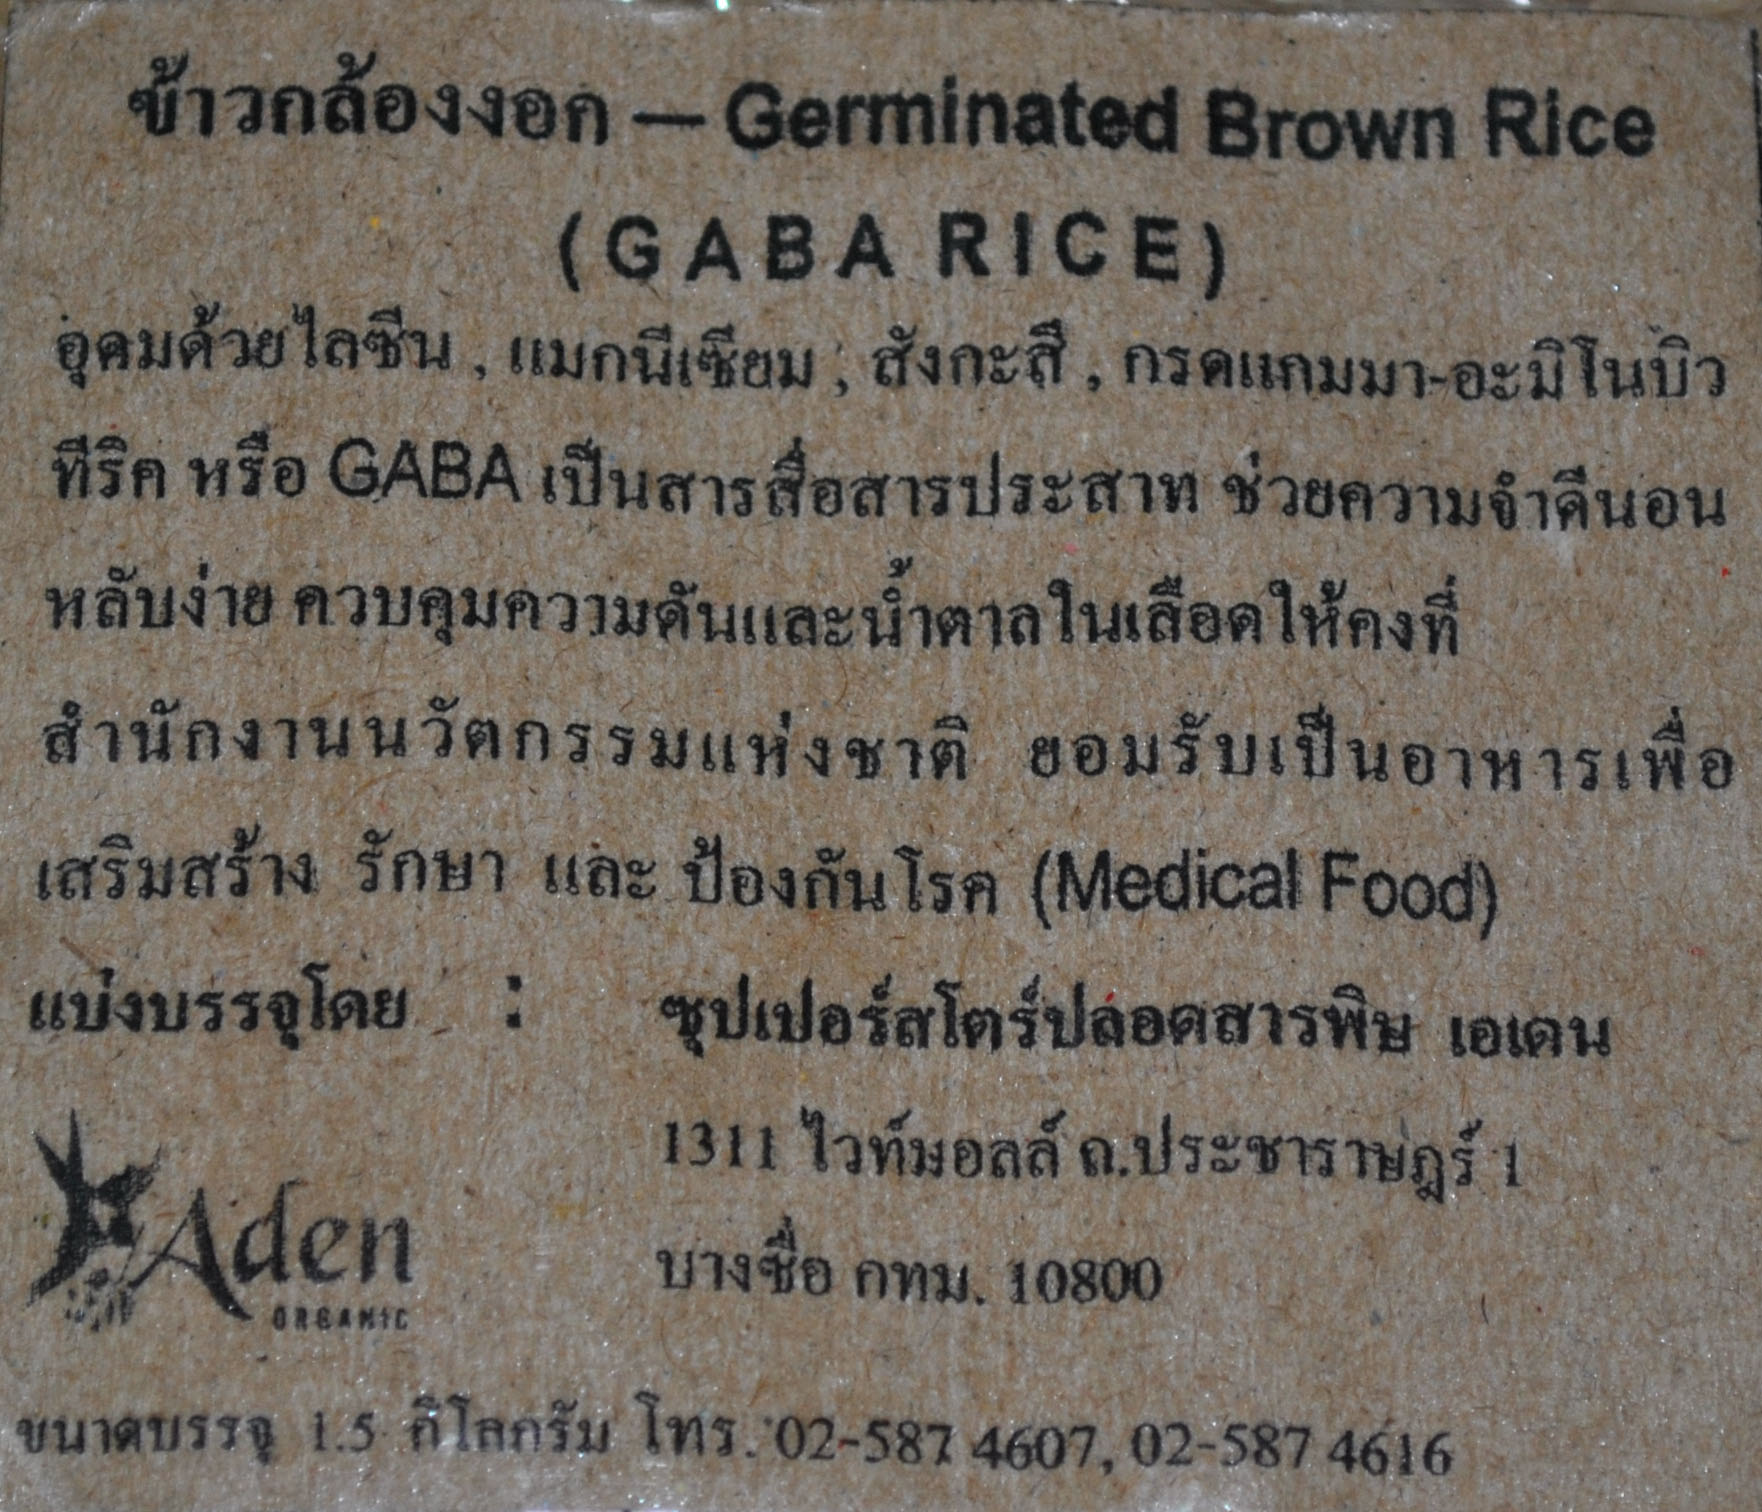 ข้าวกล้องงอก — Germinated Brown Rice
(GABA RICE)
อุดมด้วยไลซีน , แมกนีเซียม , สังกะสี , กรดแกมมา-อะมิโนบิว
ทีริค หรือ GABA เป็นสารสื่อสารประสาท ช่วยความจำดีนอน
หลับง่าย ควบคุมความดันและน้ำตาลในเลือดให้คงที่
สำนักงานนวัตกรรมแห่งชาติ ยอมรับเป็นอาหารเพื่อ
เสริมสร้าง รักษา และ ป้องกันโรค (Medical Food)
แบ่งบรรจุโดย : ซุปเปอร์สโตร์ปลอดสารพิษ เอเดน
1311 ไวท์มอลล์ ถ.ประชาราษฎร์ 1
Aden
บางซื่อ กทม. 10800
ORGANIC
ขนาดบรรจุ 1.5 กิโลกรัม โทร. 02-587 4607, 02-587 4616